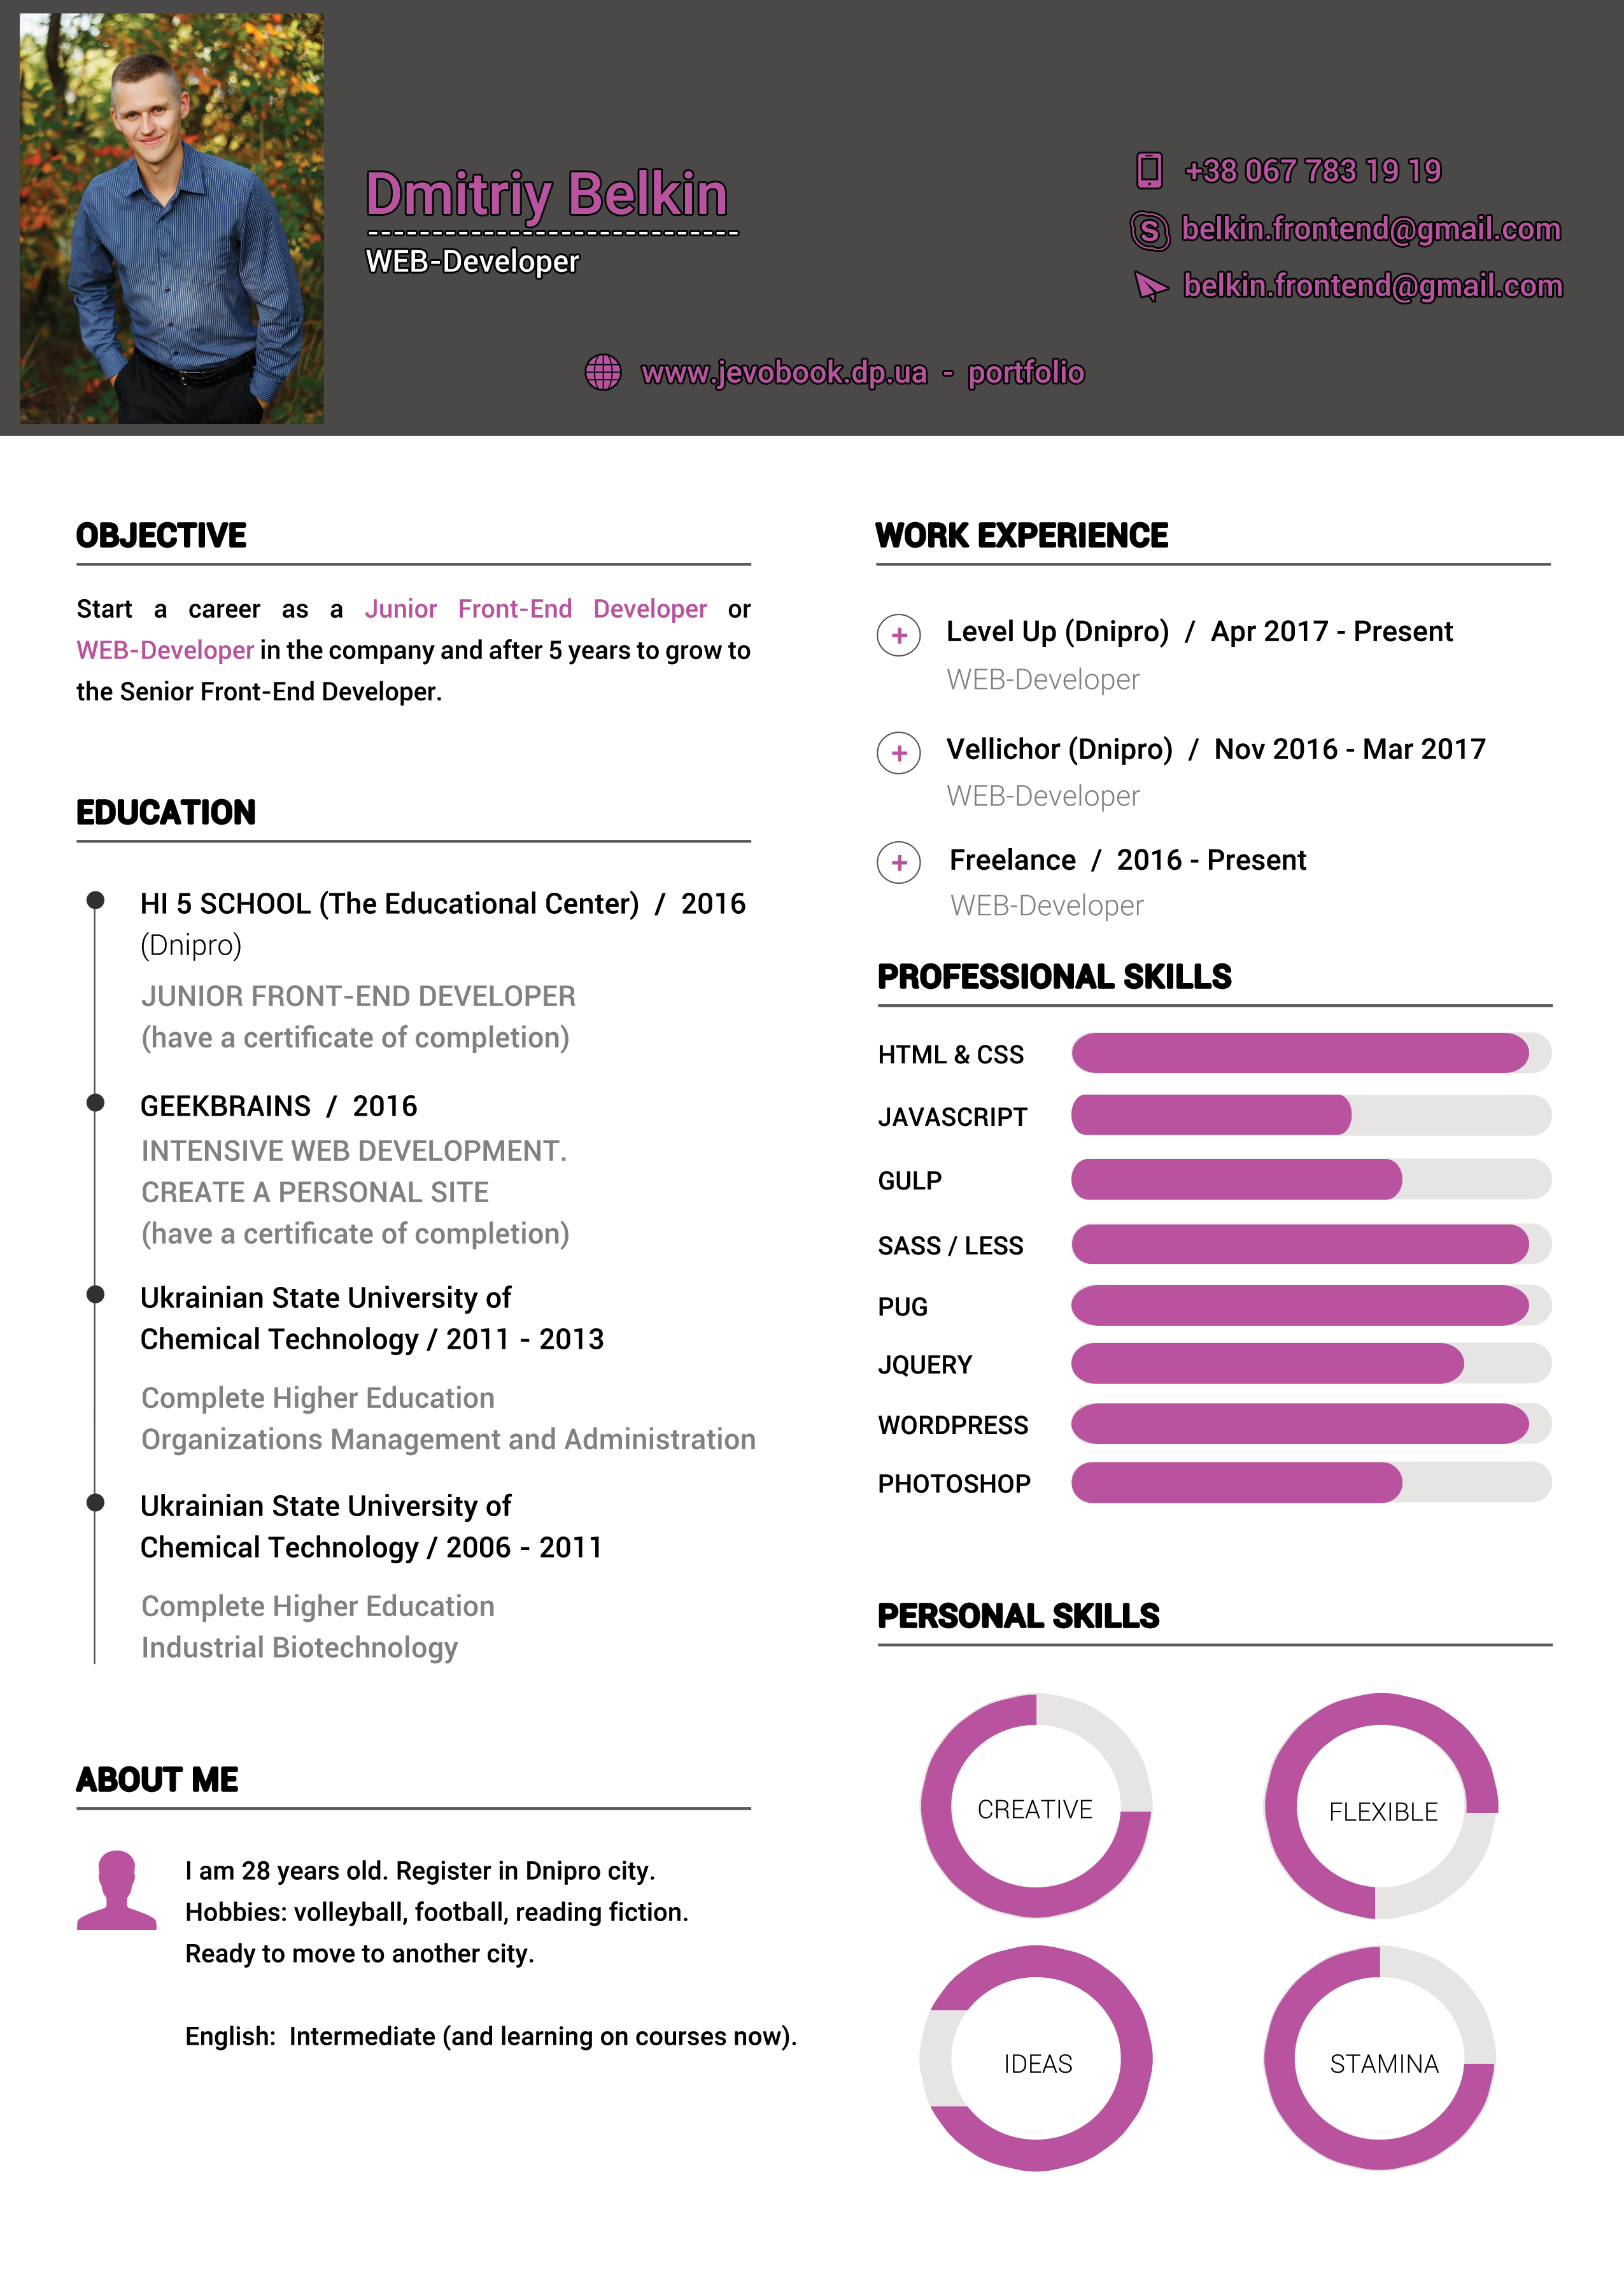 Dmitriy Belkin
WEB-Developer
+38 067 783 19 19
belkin.frontend@gmail.com
belkin.frontend@gmail.com
www.jevobook.dp.ua - portfolio
OBJECTIVE
Start a career as a Junior Front-End Developer or
WEB-Developer in the company and after 5 years to grow to
the Senior Front-End Developer.
EDUCATION
HI 5 SCHOOL (The Educational Center) / 2016
(Dnipro)
JUNIOR FRONT-END DEVELOPER
(have a certificate of completion)
GEEKBRAINS / 2016
INTENSIVE WEB DEVELOPMENT.
CREATE A PERSONAL SITE
(have a certificate of completion)
Ukrainian State University of
Chemical Technology / 2011 - 2013
Complete Higher Education
Organizations Management and Administration
Ukrainian State University of
Chemical Technology / 2006 - 2011
Complete Higher Education
Industrial Biotechnology
ABOUT ME
I am 28 years old. Register in Dnipro city.
Hobbies: volleyball, football, reading fiction.
Ready to move to another city.
English: Intermediate (and learning on courses now).
WORK EXPERIENCE
Level Up (Dnipro) / Apr 2017 - Present
WEB-Developer
Vellichor (Dnipro) / Nov 2016 - Mar 2017
WEB-Developer
Freelance / 2016 - Present
WEB-Developer
PROFESSIONAL SKILLS
HTML & CSS
JAVASCRIPT
GULP
SASS / LESS
PUG
JQUERY
WORDPRESS
PHOTOSHOP
PERSONAL SKILLS
CREATIVE
FLEXIBLE
IDEAS
STAMINA